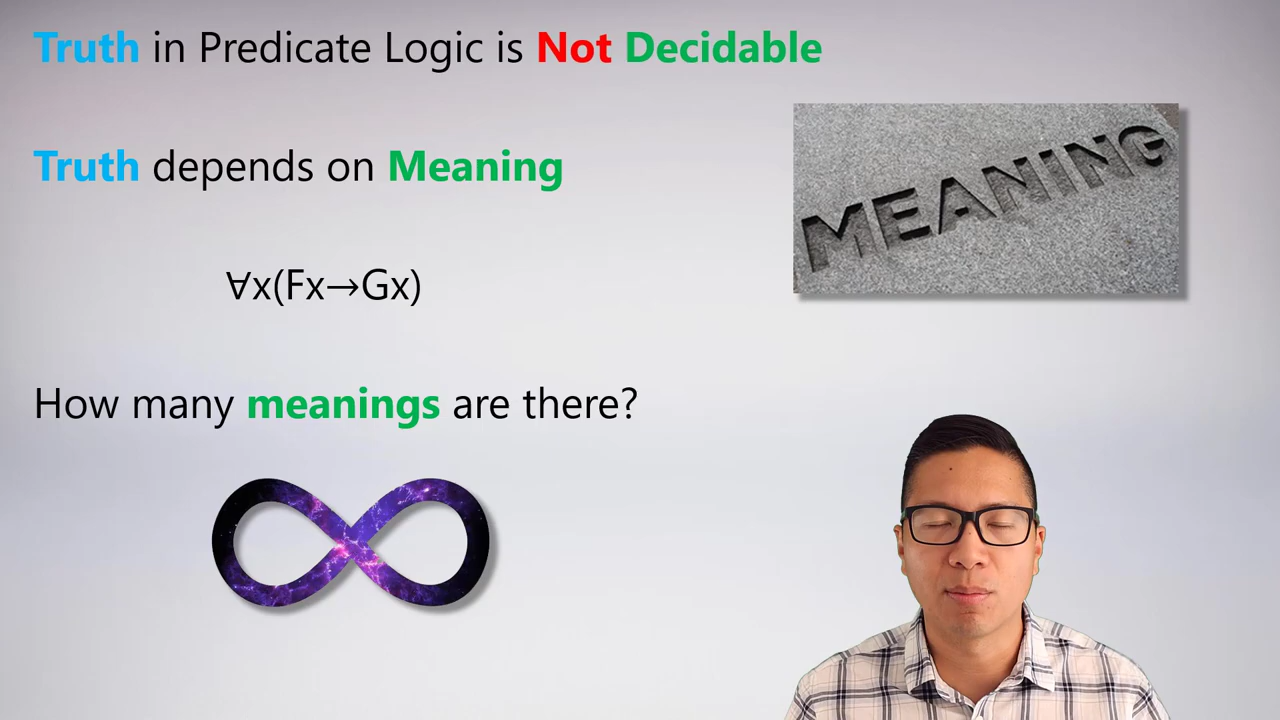 Truth in Predicate Logic is Not Decidable
Truth depends on Meaning
MEANING
∀x(Fx→Gx)
How many meanings are there?